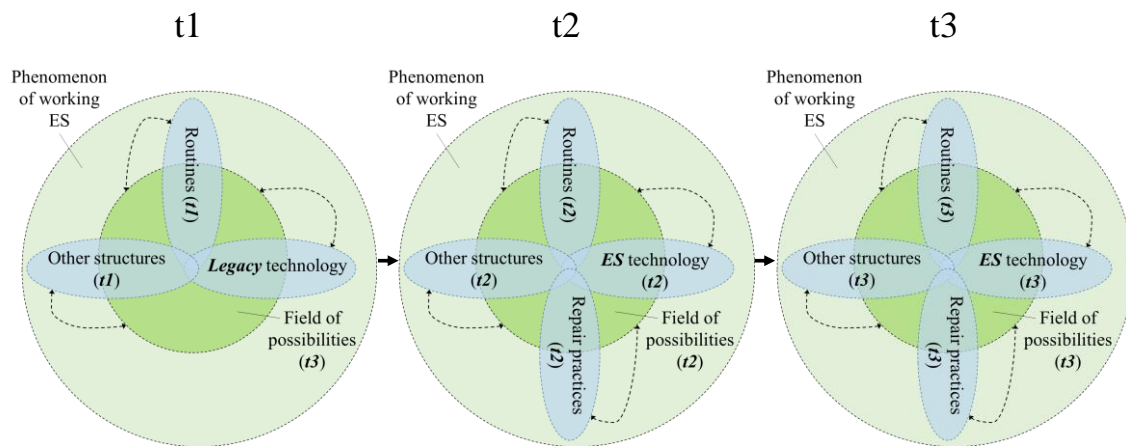 t1
Phenomenon
of working
ES
Routines (t1)
Other structures
(t1)
Legacy technology
Field of
possibilities
(t3)
t2
Phenomenon
of working
ES
Routines (t2)
Other structures
(t2)
ES technology
(t2)
Repair practices
(t2)
Field of
possibilities
(t2)
t3
Phenomenon
of working
ES
Routines (t3)
Other structures
(t3)
ES technology
(t3)
Repair practices
(t3)
Field of
possibilities
(t3)